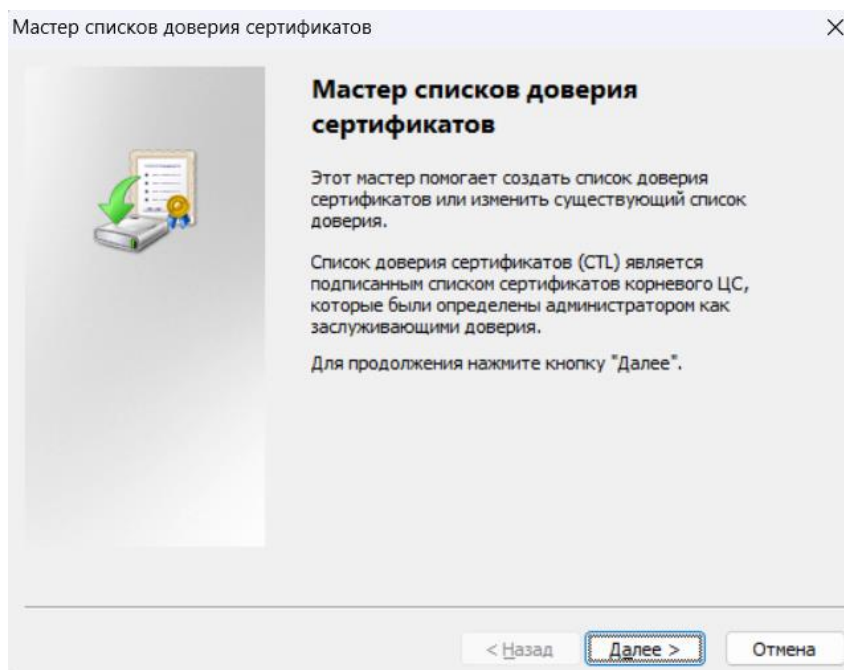 Мастер списков доверия сертификатов
Мастер списков доверия
сертификатов
Этот мастер помогает создать список доверия
сертификатов или изменить существующий список
доверия.
Список доверия сертификатов (CTL) является
подписанным списком сертификатов корневого ЦС,
которые были определены администратором как
заслуживающими доверия.
Для продолжения нажмите кнопку "Далее".
< Назад Далее > Отмена